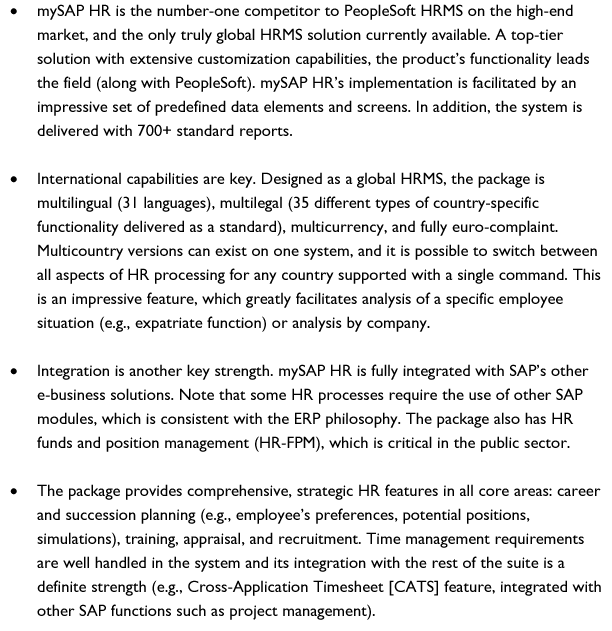 • mySAP HR is the number-one competitor to PeopleSoft HRMS on the high-end
market, and the only truly global HRMS solution currently available. A top-tier
solution with extensive customization capabilities, the product's functionality leads
the field (along with PeopleSoft). mySAP HR's implementation is facilitated by an
impressive set of predefined data elements and screens. In addition, the system is
delivered with 700+ standard reports.
• International capabilities are key. Designed as a global HRMS, the package is
multilingual (31 languages), multilegal (35 different types of country-specific
functionality delivered as a standard), multicurrency, and fully euro-complaint.
Multicountry versions can exist on one system, and it is possible to switch between
all aspects of HR processing for any country supported with a single command. This
is an impressive feature, which greatly facilitates analysis of a specific employee
situation (e.g., expatriate function) or analysis by company.
• Integration is another key strength. mySAP HR is fully integrated with SAP's other
e-business solutions. Note that some HR processes require the use of other SAP
modules, which is consistent with the ERP philosophy. The package also has HR
funds and position management (HR-FPM), which is critical in the public sector.
• The package provides comprehensive, strategic HR features in all core areas: career
and succession planning (e.g., employee's preferences, potential positions,
simulations), training, appraisal, and recruitment. Time management requirements
are well handled in the system and its integration with the rest of the suite is a
definite strength (e.g., Cross-Application Timesheet [CATS] feature, integrated with
other SAP functions such as project management).